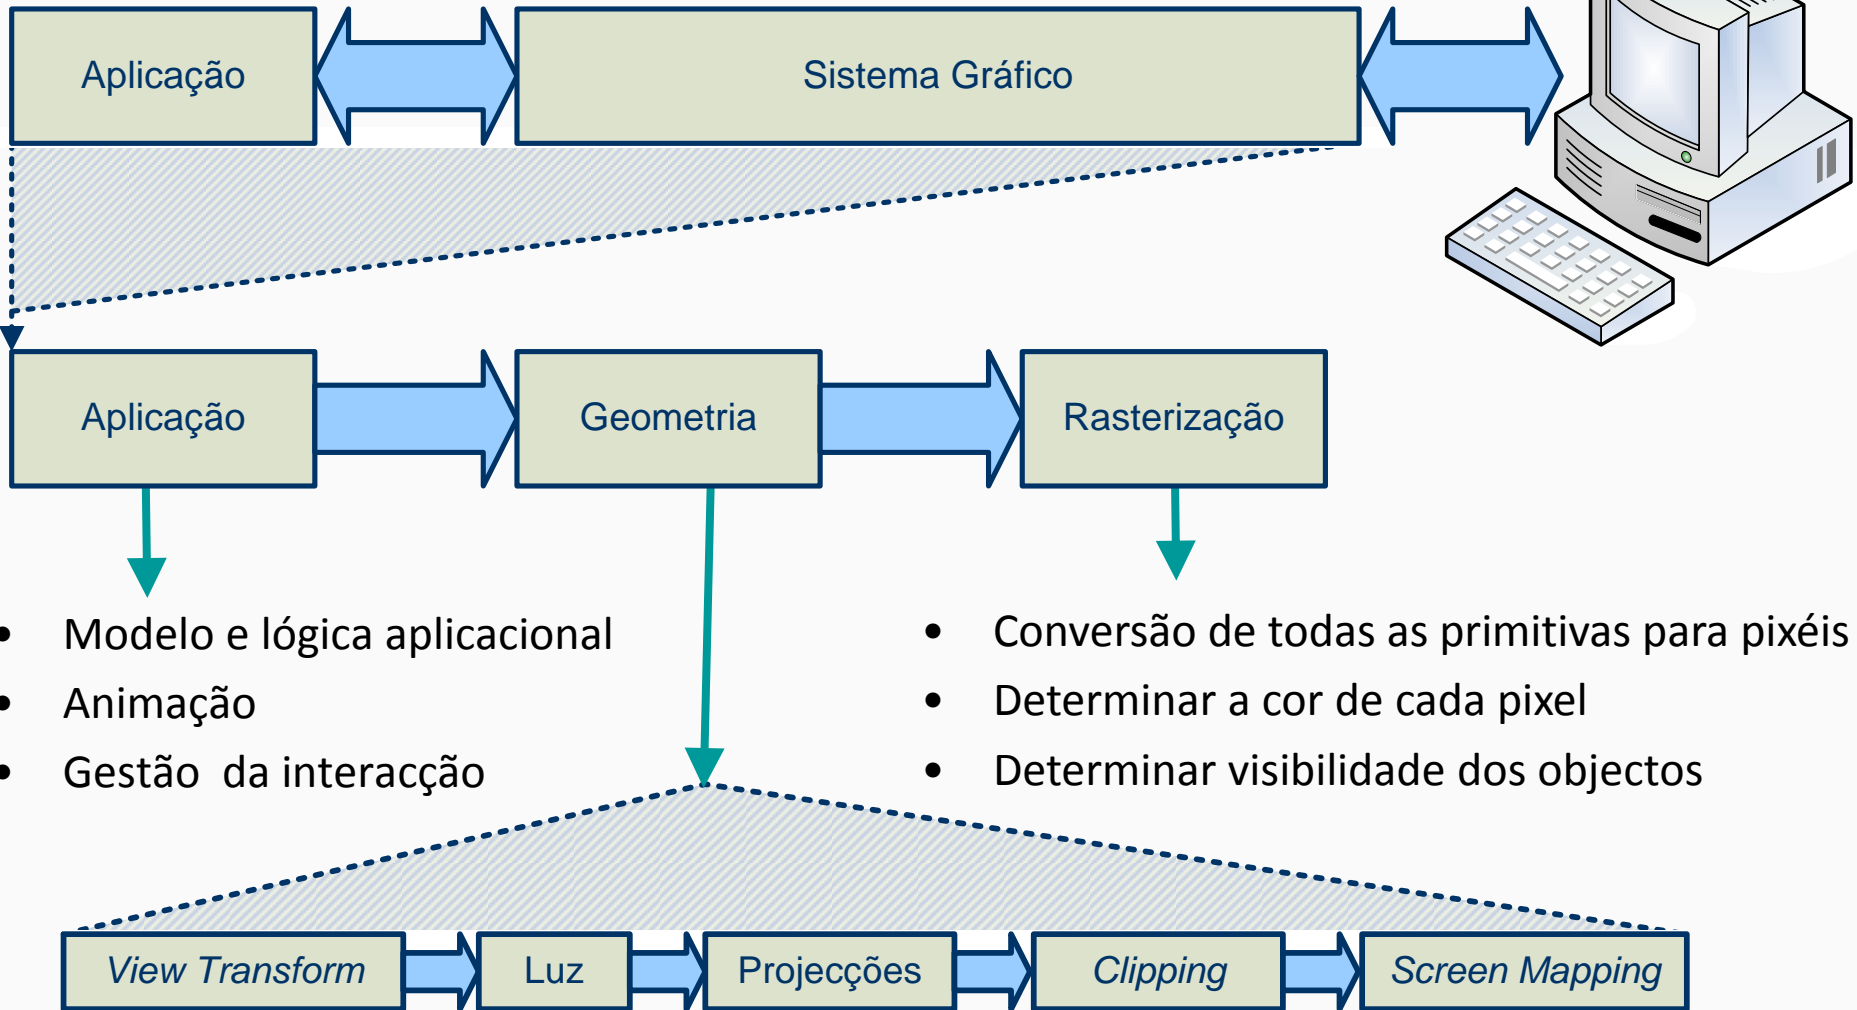 Aplicação
Sistema Gráfico
Aplicação
Geometria
Rasterização
• Modelo e lógica aplicacional
• Animação
• Gestão da interacção
• Conversão de todas as primitivas para pixéis
• Determinar a cor de cada pixel
• Determinar visibilidade dos objectos
View Transform
Luz
Projecções
Clipping
Screen Mapping